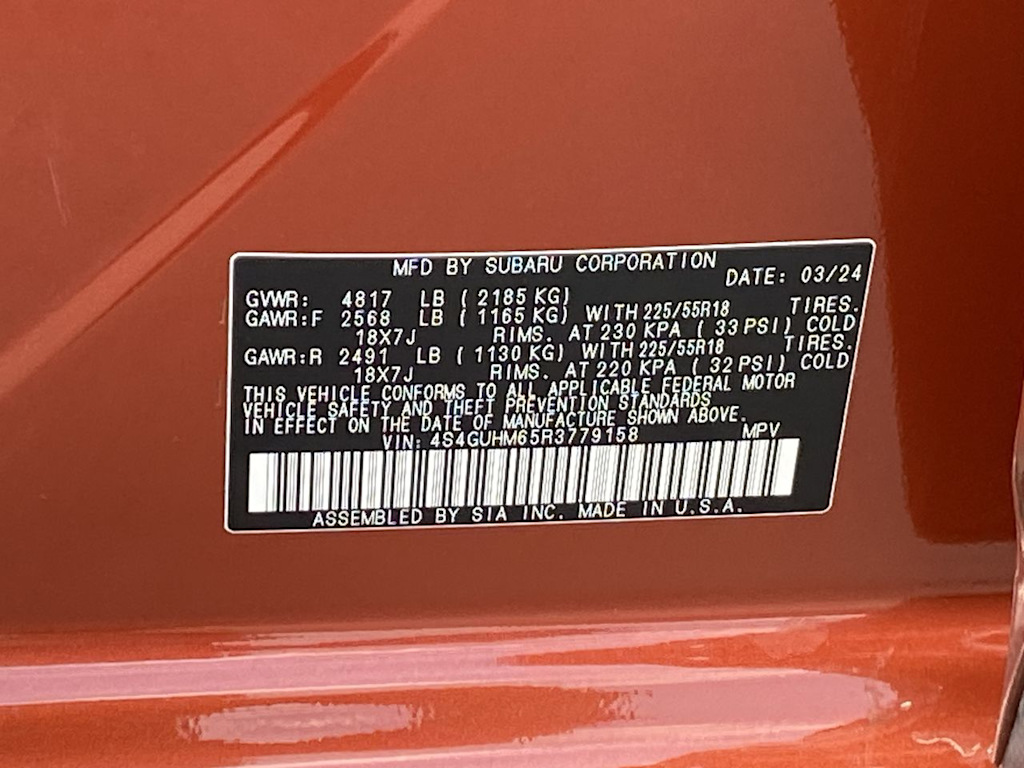 MFD BY SUBARU CORPORATION
DATE: 03/24
GVWR: 4817 LB ( 2185 KG)
GAWR:F 2568 LB ( 1165 KG) WITH 225/55R18 TIRES.
18X7J RIMS. AT 230 KPA ( 33 PSI) COLD
GAWR:R 2491 LB ( 1130 KG) WITH 225/55R18 TIRES.
18X7J RIMS. AT 220 KPA ( 32 PSI) COLD
THIS VEHICLE CONFORMS TO ALL APPLICABLE FEDERAL MOTOR
VEHICLE SAFETY AND THEFT PREVENTION STANDARDS
IN EFFECT ON THE DATE OF MANUFACTURE SHOWN ABOVE.
VIN: 4S4GUHM65R3779158 MPV
ASSEMBLED BY SIA INC. MADE IN U.S.A.